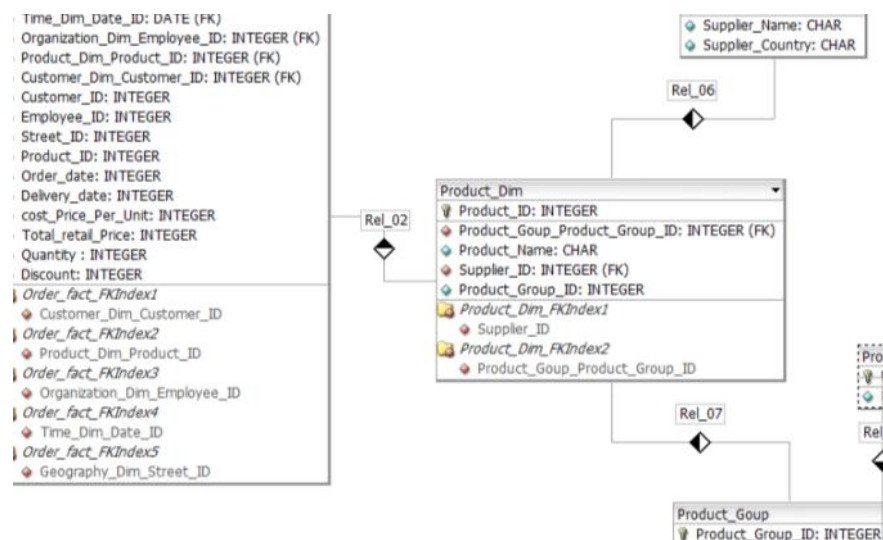 Time_Dim_Date_ID: DATE (FK)
Organization_Dim_Employee_ID: INTEGER (FK)
Product_Dim_Product_ID: INTEGER (FK)
Customer_Dim_Customer_ID: INTEGER (FK)
Customer_ID: INTEGER
Employee_ID: INTEGER
Street_ID: INTEGER
Product_ID: INTEGER
Order_date: INTEGER
Delivery_date: INTEGER
cost_Price_Per_Unit: INTEGER
Total_retail_Price: INTEGER
Quantity : INTEGER
Discount: INTEGER
Order_fact_FKIndex1
Customer_Dim_Customer_ID
Order_fact_FKIndex2
Product_Dim_Product_ID
Order_fact_FKIndex3
Organization_Dim_Employee_ID
Order_fact_FKIndex4
Time_Dim_Date_ID
Order_fact_FKIndex5
Geography_Dim_Street_ID
Rel_02
Supplier_Name: CHAR
Supplier_Country: CHAR
Rel_06
Product_Dim
Product_ID: INTEGER
Product_Goup_Product_Group_ID: INTEGER (FK)
Product_Name: CHAR
Supplier_ID: INTEGER (FK)
Product_Group_ID: INTEGER
Product_Dim_FKIndex1
Supplier_ID
Product_Dim_FKIndex2
Product_Goup_Product_Group_ID
Rel_07
Product_Goup
Product_Group_ID: INTEGER
Pro
Rel